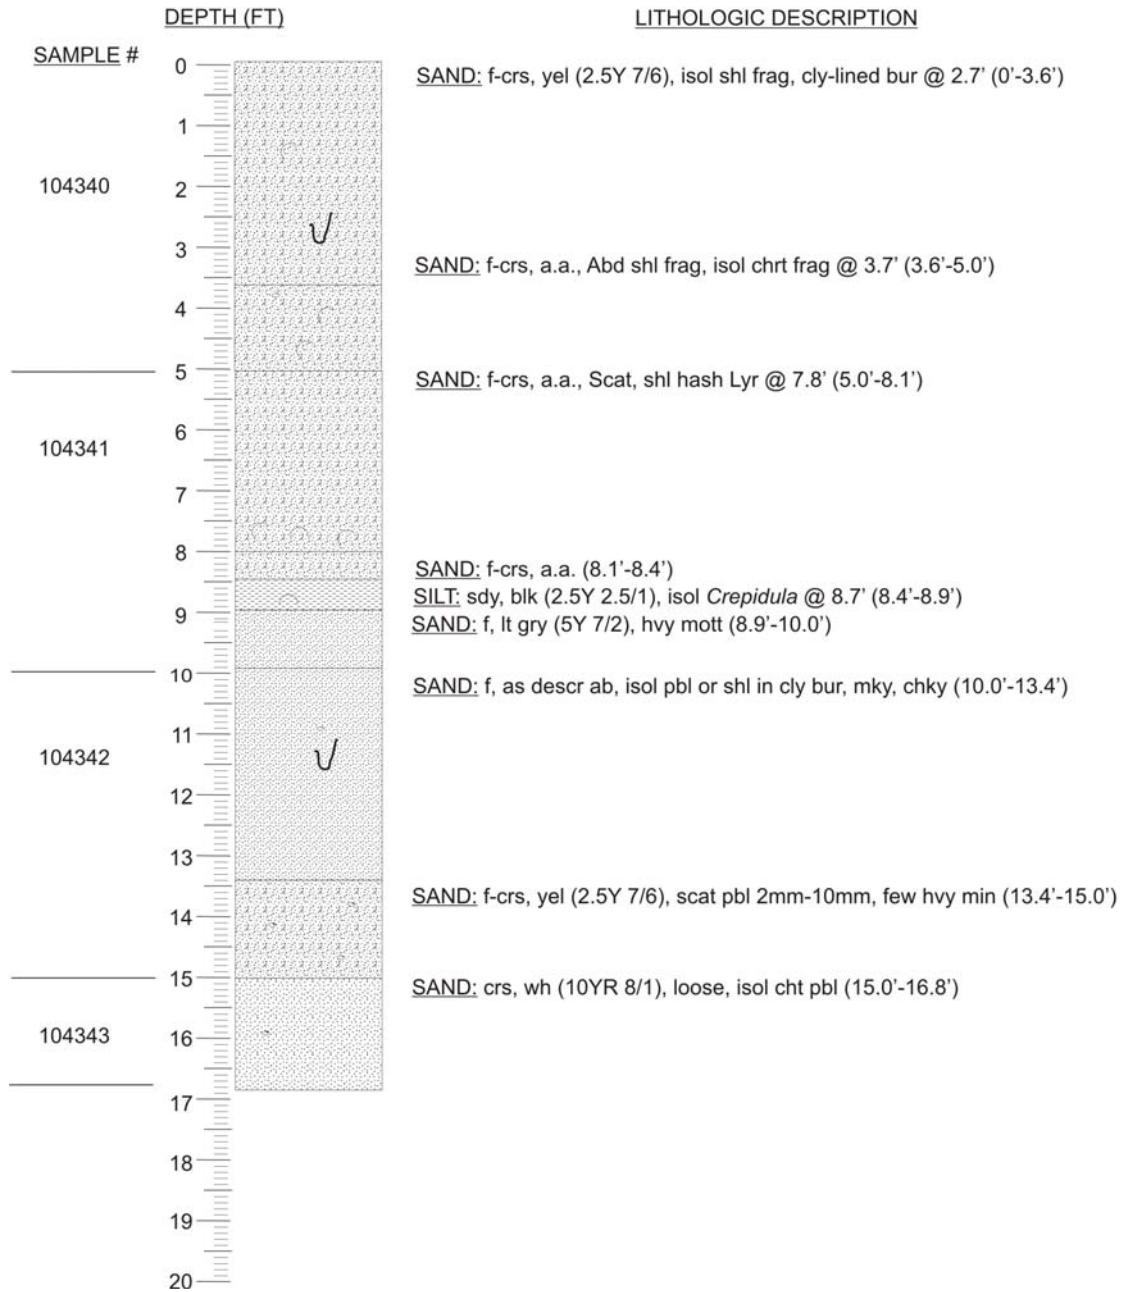 DEPTH (FT)
LITHOLOGIC DESCRIPTION
SAMPLE #
0
SAND: f-crs, yel (2.5Y 7/6), isol shl frag, cly-lined bur @ 2.7’ (0’-3.6’)
1
104340
2
3
SAND: f-crs, a.a., Abd shl frag, isol chrt frag @ 3.7’ (3.6’-5.0’)
4
5
SAND: f-crs, a.a., Scat, shl hash Lyr @ 7.8’ (5.0’-8.1’)
6
104341
7
8
SAND: f-crs, a.a. (8.1’-8.4’)
SILT: sdy, blk (2.5Y 2.5/1), isol Crepidula @ 8.7’ (8.4’-8.9’)
9
SAND: f, lt gry (5Y 7/2), hvy mott (8.9’-10.0’)
10
SAND: f, as descr ab, isol pbl or shl in cly bur, mky, chky (10.0’-13.4’)
11
104342
12
13
SAND: f-crs, yel (2.5Y 7/6), scat pbl 2mm-10mm, few hvy min (13.4’-15.0’)
14
15
SAND: crs, wh (10YR 8/1), loose, isol cht pbl (15.0’-16.8’)
104343
16
17
18
19
20